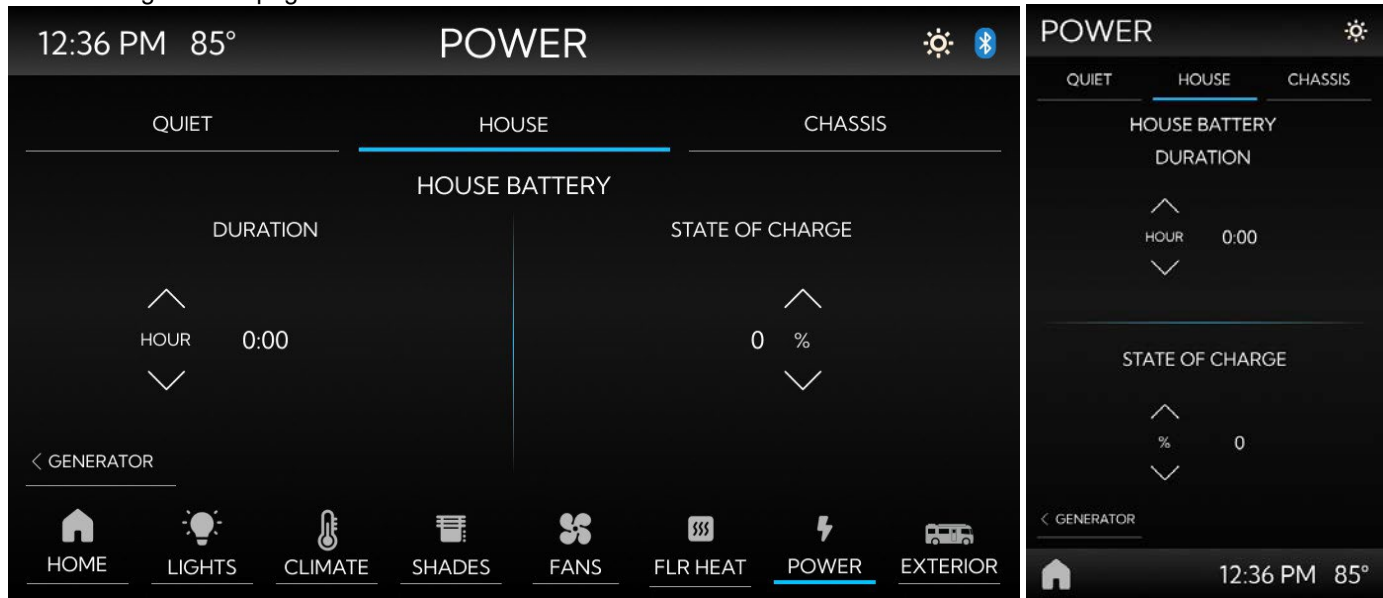 12:36 PM 85° POWER
QUIET HOUSE CHASSIS
HOUSE BATTERY
DURATION STATE OF CHARGE
HOUR 0:00 0 %
< GENERATOR
HOME LIGHTS CLIMATE SHADES FANS FLR HEAT POWER EXTERIOR
POWER
QUIET HOUSE CHASSIS
HOUSE BATTERY
DURATION
HOUR 0:00
STATE OF CHARGE
% 0
< GENERATOR
12:36 PM 85°